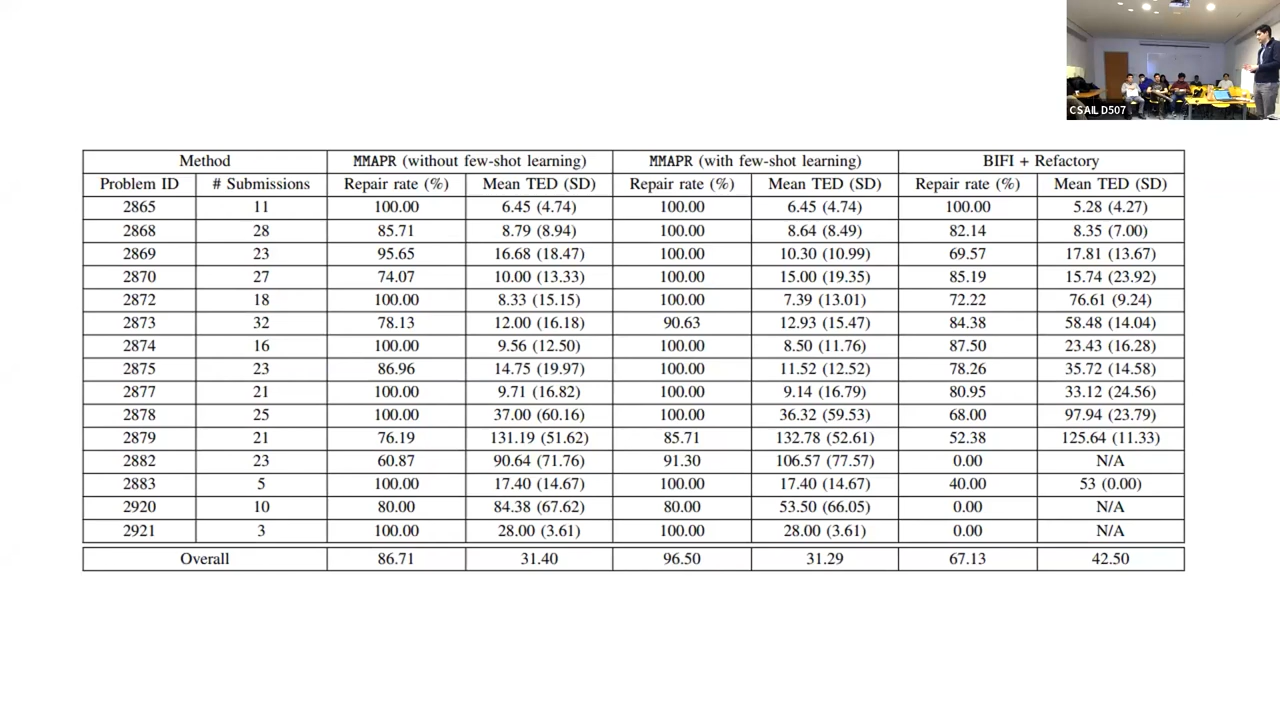 CSAIL D507
Method MMAPR (without few-shot learning) MMAPR (with few-shot learning) BIFI + Refactory
Problem ID # Submissions Repair rate (%) Mean TED (SD) Repair rate (%) Mean TED (SD) Repair rate (%) Mean TED (SD)
2865 11 100.00 6.45 (4.74) 100.00 6.45 (4.74) 100.00 5.28 (4.27)
2868 28 85.71 8.79 (8.94) 100.00 8.64 (8.49) 82.14 8.35 (7.00)
2869 23 95.65 16.68 (18.47) 100.00 10.30 (10.99) 69.57 17.81 (13.67)
2870 27 74.07 10.00 (13.33) 100.00 15.00 (19.35) 85.19 15.74 (23.92)
2872 18 100.00 8.33 (15.15) 100.00 7.39 (13.01) 72.22 76.61 (9.24)
2873 32 78.13 12.00 (16.18) 90.63 12.93 (15.47) 84.38 58.48 (14.04)
2874 16 100.00 9.56 (12.50) 100.00 8.50 (11.76) 87.50 23.43 (16.28)
2875 23 86.96 14.75 (19.97) 100.00 11.52 (12.52) 78.26 35.72 (14.58)
2877 21 100.00 9.71 (16.82) 100.00 9.14 (16.79) 80.95 33.12 (24.56)
2878 25 100.00 37.00 (60.16) 100.00 36.32 (59.53) 68.00 97.94 (23.79)
2879 21 76.19 131.19 (51.62) 85.71 132.78 (52.61) 52.38 125.64 (11.33)
2882 23 60.87 90.64 (71.76) 91.30 106.57 (77.57) 0.00 N/A
2883 5 100.00 17.40 (14.67) 100.00 17.40 (14.67) 40.00 53 (0.00)
2920 10 80.00 84.38 (67.62) 80.00 53.50 (66.05) 0.00 N/A
2921 3 100.00 28.00 (3.61) 100.00 28.00 (3.61) 0.00 N/A
Overall 86.71 31.40 96.50 31.29 67.13 42.50